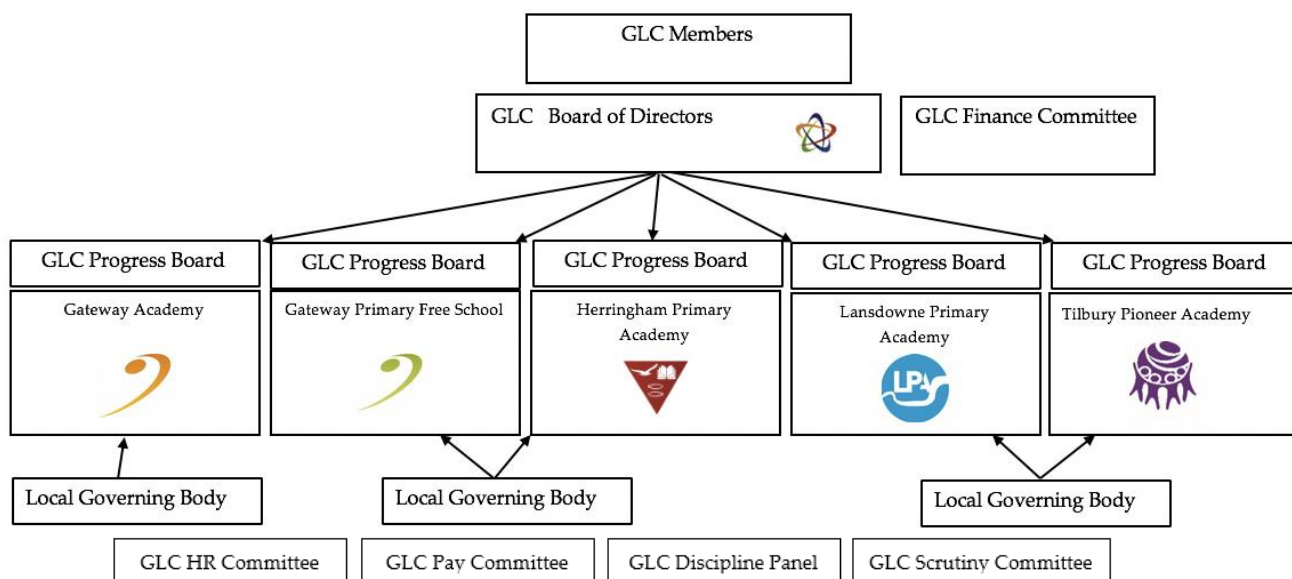 GLC Members
GLC Board of Directors
GLC Finance Committee
GLC Progress Board
GLC Progress Board
GLC Progress Board
GLC Progress Board
GLC Progress Board
Gateway Academy
Gateway Primary Free School
Herringham Primary
Academy
Lansdowne Primary
Academy
Tilbury Pioneer Academy
LPA
Local Governing Body
Local Governing Body
Local Governing Body
GLC HR Committee
GLC Pay Committee
GLC Discipline Panel
GLC Scrutiny Committee